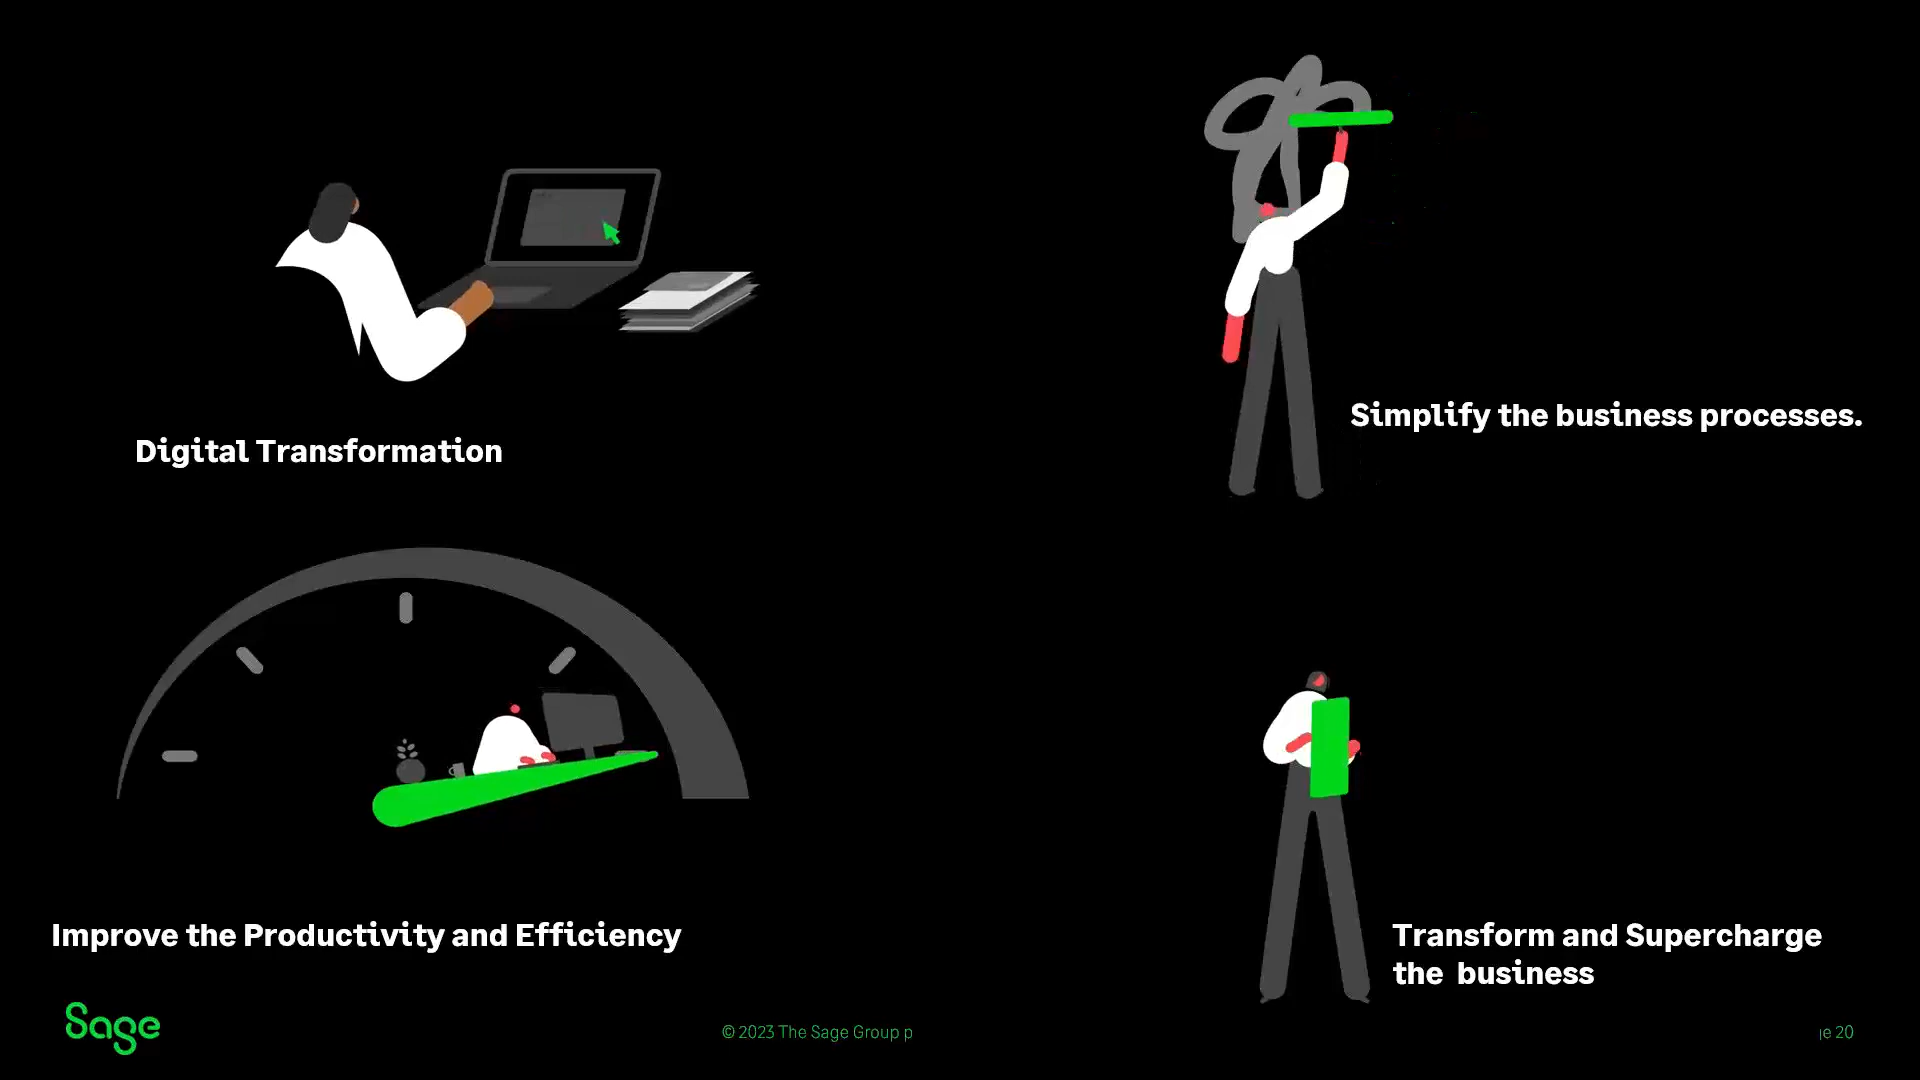 Simplify the business processes.
Digital Transformation
Improve the Productivity and Efficiency
Transform and Supercharge
the  business
Sage
© 2023 The Sage Group p
e 20